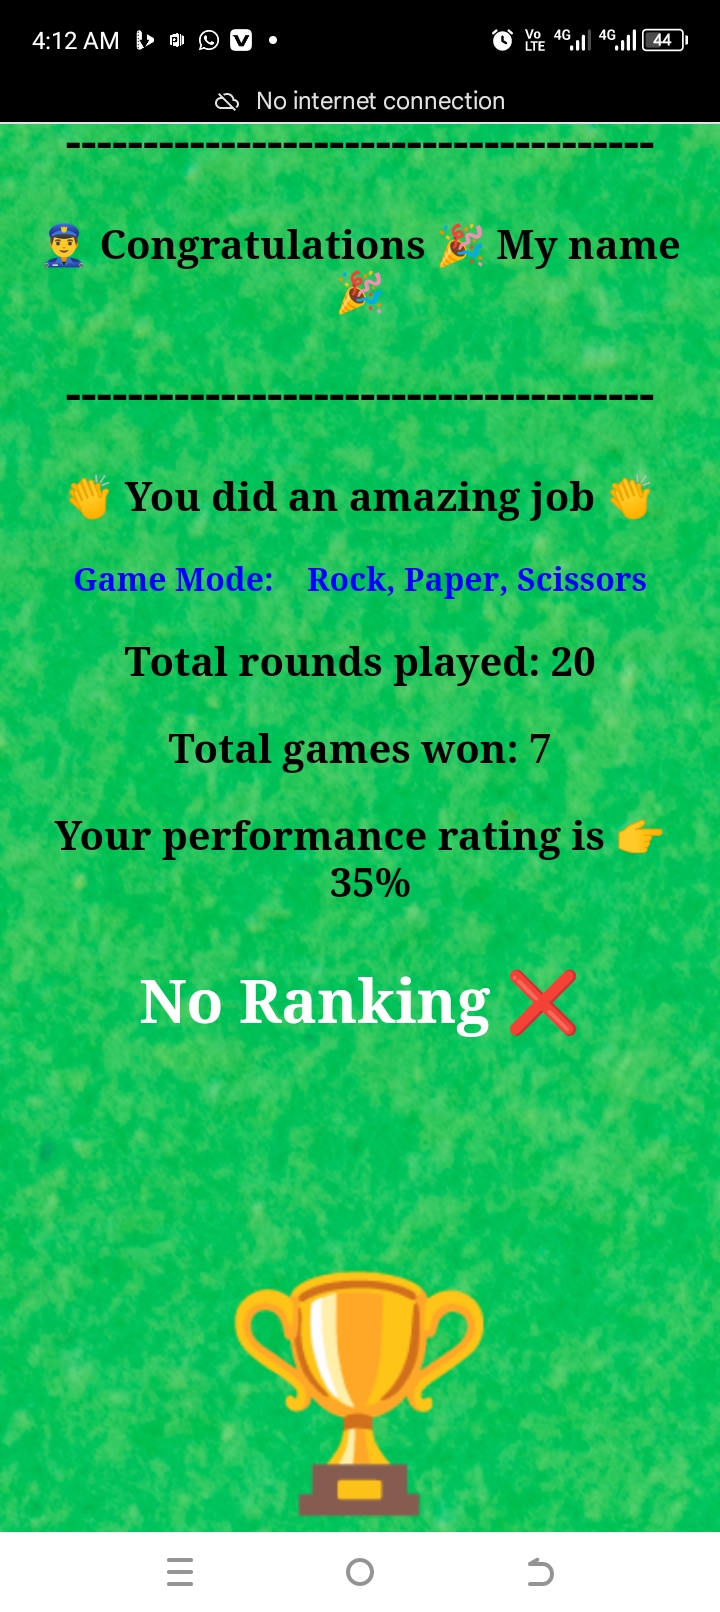 4:12 AM
Vo LTE 4G 4G 44
No internet connection
--------------------------------------
👮 Congratulations 🎉 My name
🎉
--------------------------------------
👏 You did an amazing job 👏
Game Mode: Rock, Paper, Scissors
Total rounds played: 20
Total games won: 7
Your performance rating is 👉
35%
No Ranking ❌